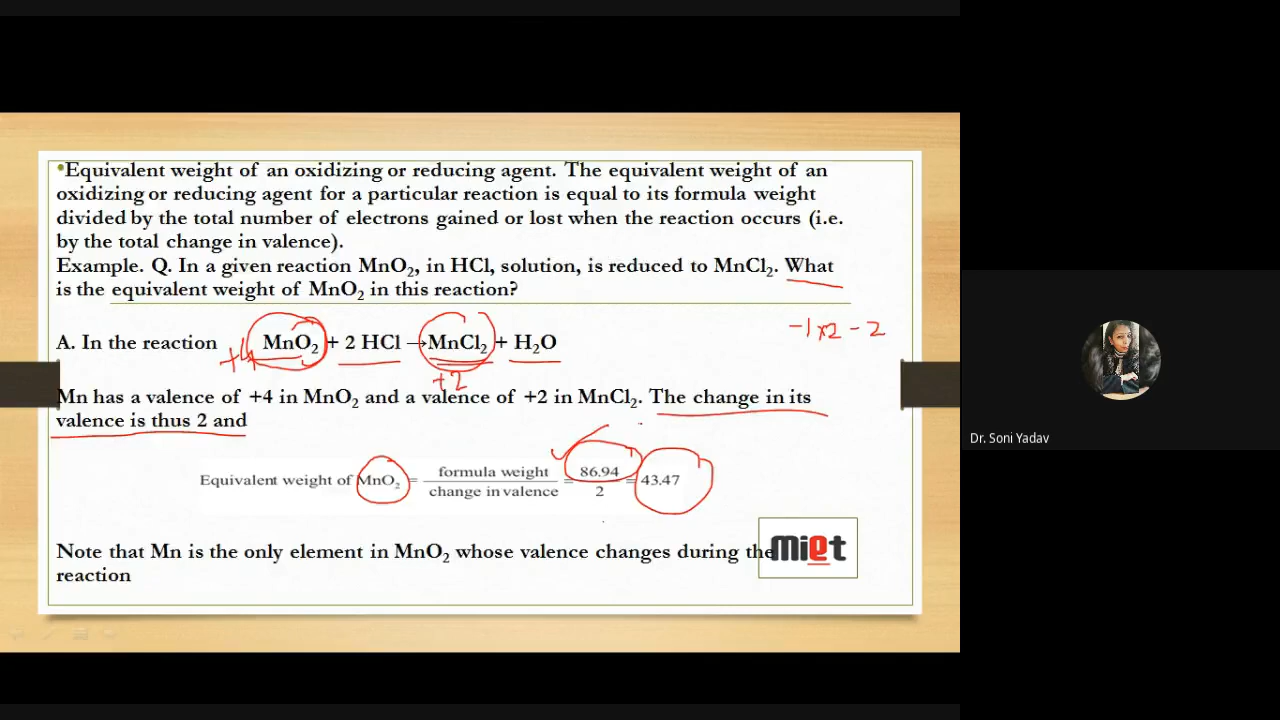 •Equivalent weight of an oxidizing or reducing agent. The equivalent weight of an
oxidizing or reducing agent for a particular reaction is equal to its formula weight
divided by the total number of electrons gained or lost when the reaction occurs (i.e.
by the total change in valence).
Example. Q. In a given reaction MnO₂, in HCl, solution, is reduced to MnCl₂. What
is the equivalent weight of MnO₂ in this reaction?
-1x2-2
A. In the reaction MnO₂ + 2 HCl →MnCl₂ + H₂O
+4
+2
Mn has a valence of +4 in MnO₂ and a valence of +2 in MnCl₂. The change in its
valence is thus 2 and
Equivalent weight of MnO₂ = formula weight / change in valence = 86.94 / 2 = 43.47
Note that Mn is the only element in MnO₂ whose valence changes during the
reaction
miet
Dr. Soni Yadav